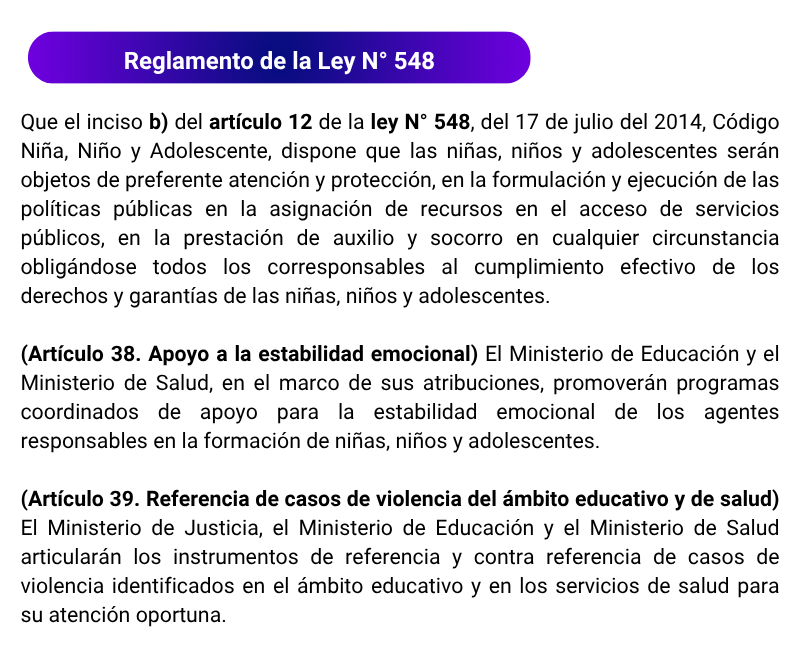 Reglamento de la Ley N° 548
Que el inciso b) del artículo 12 de la ley N° 548, del 17 de julio del 2014, Código
Niña, Niño y Adolescente, dispone que las niñas, niños y adolescentes serán
objetos de preferente atención y protección, en la formulación y ejecución de las
políticas públicas en la asignación de recursos en el acceso de servicios
públicos, en la prestación de auxilio y socorro en cualquier circunstancia
obligándose todos los corresponsables al cumplimiento efectivo de los
derechos y garantías de las niñas, niños y adolescentes.
(Artículo 38. Apoyo a la estabilidad emocional) El Ministerio de Educación y el
Ministerio de Salud, en el marco de sus atribuciones, promoverán programas
coordinados de apoyo para la estabilidad emocional de los agentes
responsables en la formación de niñas, niños y adolescentes.
(Artículo 39. Referencia de casos de violencia del ámbito educativo y de salud)
El Ministerio de Justicia, el Ministerio de Educación y el Ministerio de Salud
articularán los instrumentos de referencia y contra referencia de casos de
violencia identificados en el ámbito educativo y en los servicios de salud para
su atención oportuna.